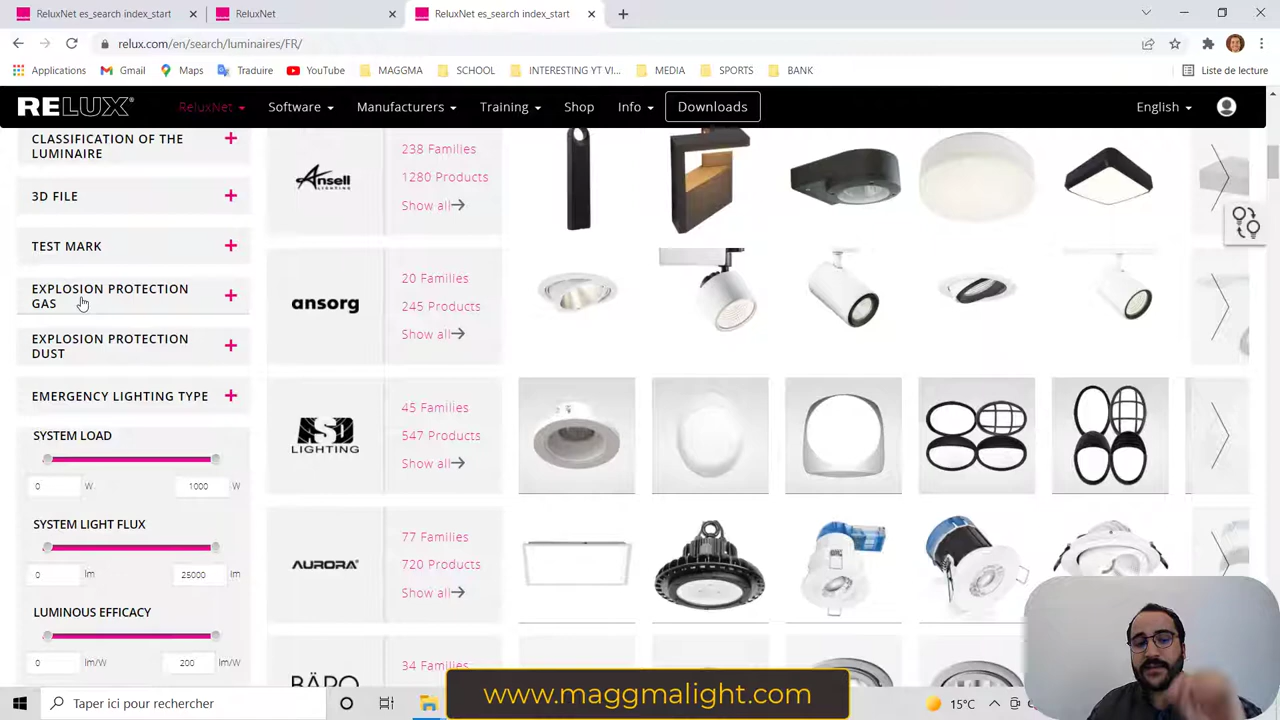 ReluxNet es_search index_start
ReluxNet
ReluxNet es_search index_start
relux.com/en/search/luminaires/FR/
Applications
Gmail
Maps
Traduire
YouTube
MAGGMA
SCHOOL
INTERESTING YT VI...
MEDIA
SPORTS
BANK
Liste de lecture
RELUX®
ReluxNet
Software
Manufacturers
Training
Shop
Info
Downloads
English
CLASSIFICATION OF THE
LUMINAIRE
3D FILE
TEST MARK
EXPLOSION PROTECTION
GAS
EXPLOSION PROTECTION
DUST
EMERGENCY LIGHTING TYPE
SYSTEM LOAD
0 W 1000 W
SYSTEM LIGHT FLUX
0 lm 25000 lm
LUMINOUS EFFICACY
0 lm/W 200 lm/W
Ansell
LIGHTING
238 Families
1280 Products
Show all
ansorg
20 Families
245 Products
Show all
ASD
LIGHTING
45 Families
547 Products
Show all
AURORA
77 Families
720 Products
Show all
BÄRO
34 Families
www.maggmalight.com
Taper ici pour rechercher
15°C